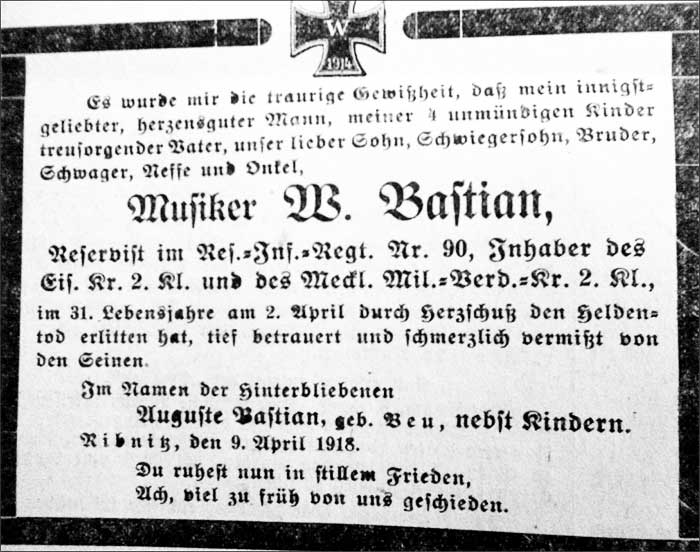 W
1914
Es wurde mir die traurige Gewißheit, daß mein innigst-
geliebter, herzensguter Mann, meiner 4 unmündigen Kinder
treusorgender Vater, unser lieber Sohn, Schwiegersohn, Bruder,
Schwager, Neffe und Onkel,
Musiker W. Bastian,
Reservist im Res.-Inf.-Regt. Nr. 90, Inhaber des
Eis. Kr. 2. Kl. und des Meckl. Mil.-Verd.-Kr. 2. Kl.,
im 31. Lebensjahre am 2. April durch Herzschuß den Helden-
tod erlitten hat, tief betrauert und schmerzlich vermißt von
den Seinen.
Im Namen der Hinterbliebenen
Auguste Bastian, geb. Beu, nebst Kindern.
Ribnitz, den 9. April 1918.
Du ruhest nun in stillem Frieden,
Ach, viel zu früh von uns geschieden.